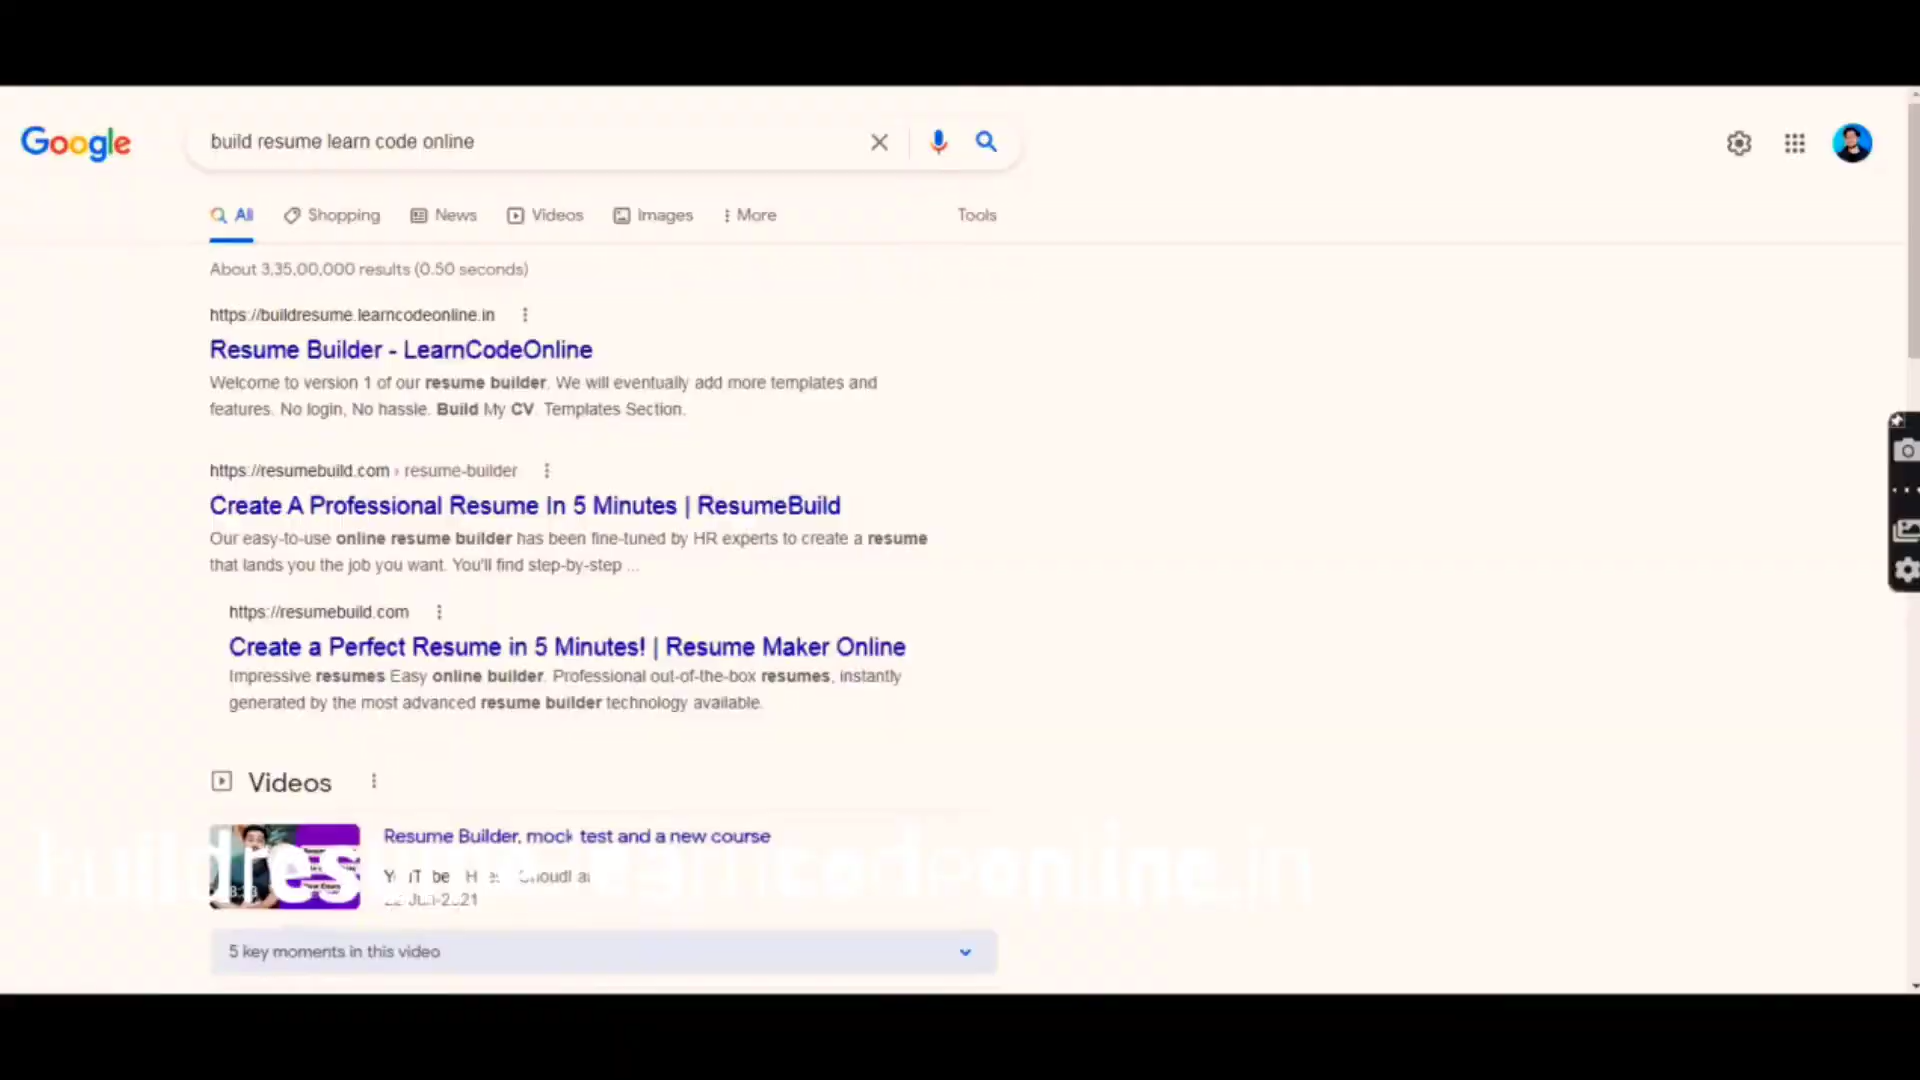 Google
build resume learn code online
All
Shopping
News
Videos
Images
More
Tools
About 3,35,00,000 results (0.50 seconds)
https://buildresume.learncodeonline.in
Resume Builder - LearnCodeOnline
Welcome to version 1 of our resume builder. We will eventually add more templates and
features. No login, No hassle. Build My CV. Templates Section.
https://resumebuild.com › resume-builder
Create A Professional Resume In 5 Minutes | ResumeBuild
Our easy-to-use online resume builder has been fine-tuned by HR experts to create a resume
that lands you the job you want. You'll find step-by-step ...
https://resumebuild.com
Create a Perfect Resume in 5 Minutes! | Resume Maker Online
Impressive resumes Easy online builder. Professional out-of-the-box resumes, instantly
generated by the most advanced resume builder technology available.
Videos
Resume Builder, mock test and a new course
buildresume.learncodeonline.in
5 key moments in this video